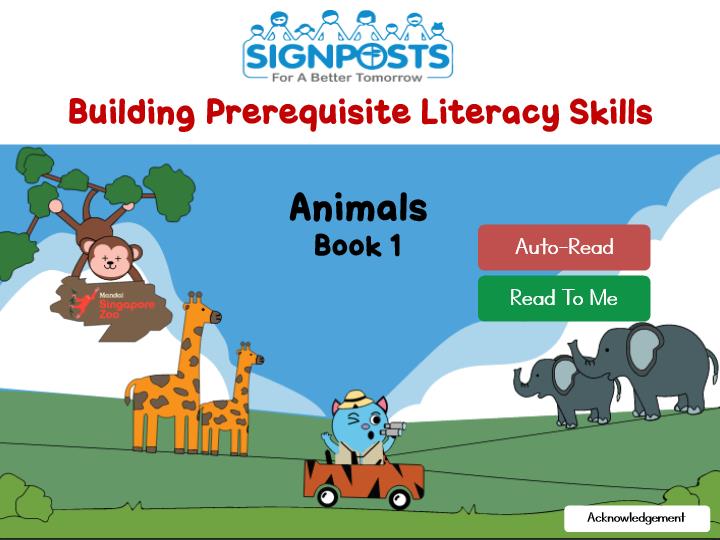 SIGNPOSTS
For A Better Tomorrow
Building Prerequisite Literacy Skills
Animals
Book 1
Auto-Read
Read To Me
Mandai
Singapore
Zoo
Acknowledgement